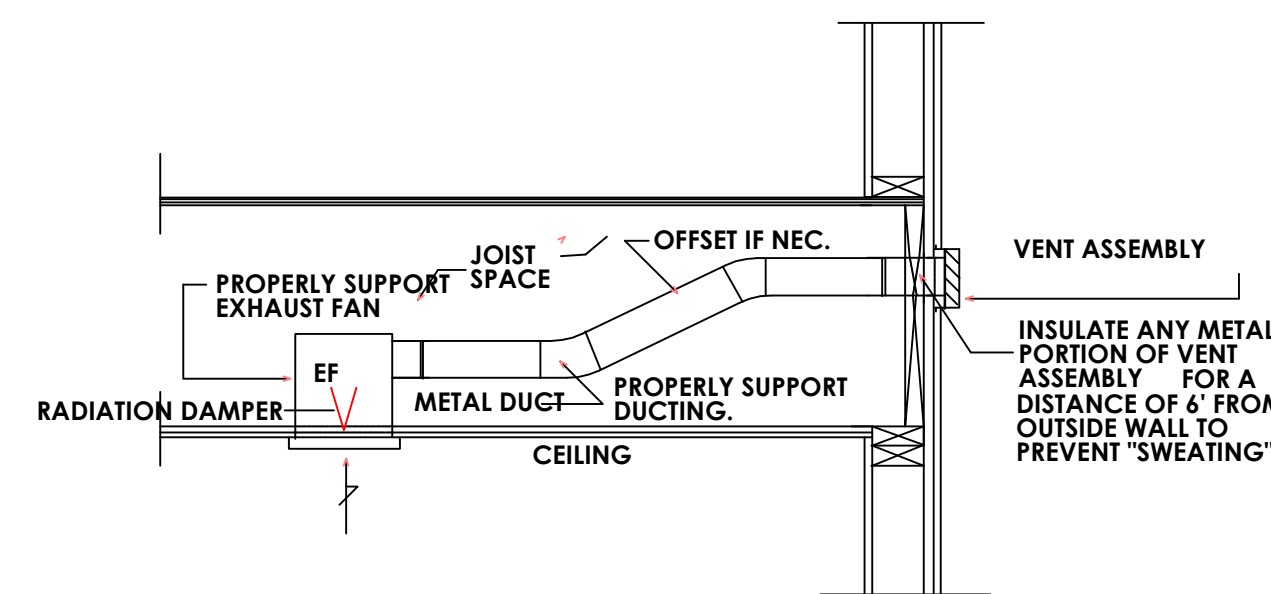 OFFSET IF NEC.
VENT ASSEMBLY
JOIST
SPACE
PROPERLY SUPPORT
EXHAUST FAN
INSULATE ANY METAL
PORTION OF VENT
ASSEMBLY FOR A
DISTANCE OF 6' FROM
OUTSIDE WALL TO
PREVENT "SWEATING"
EF
RADIATION DAMPER
METAL DUCT
PROPERLY SUPPORT
DUCTING.
CEILING